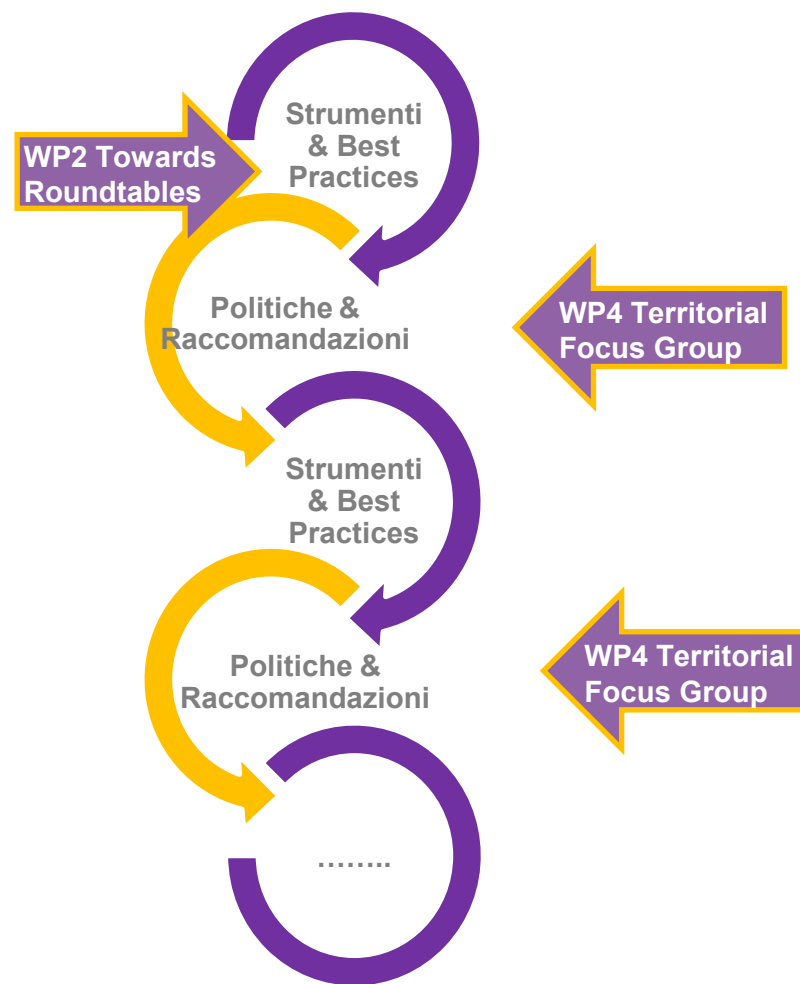 Strumenti
& Best
Practices
WP2 Towards
Roundtables
Politiche &
Raccomandazioni
WP4 Territorial
Focus Group
Strumenti
& Best
Practices
Politiche &
Raccomandazioni
WP4 Territorial
Focus Group
........